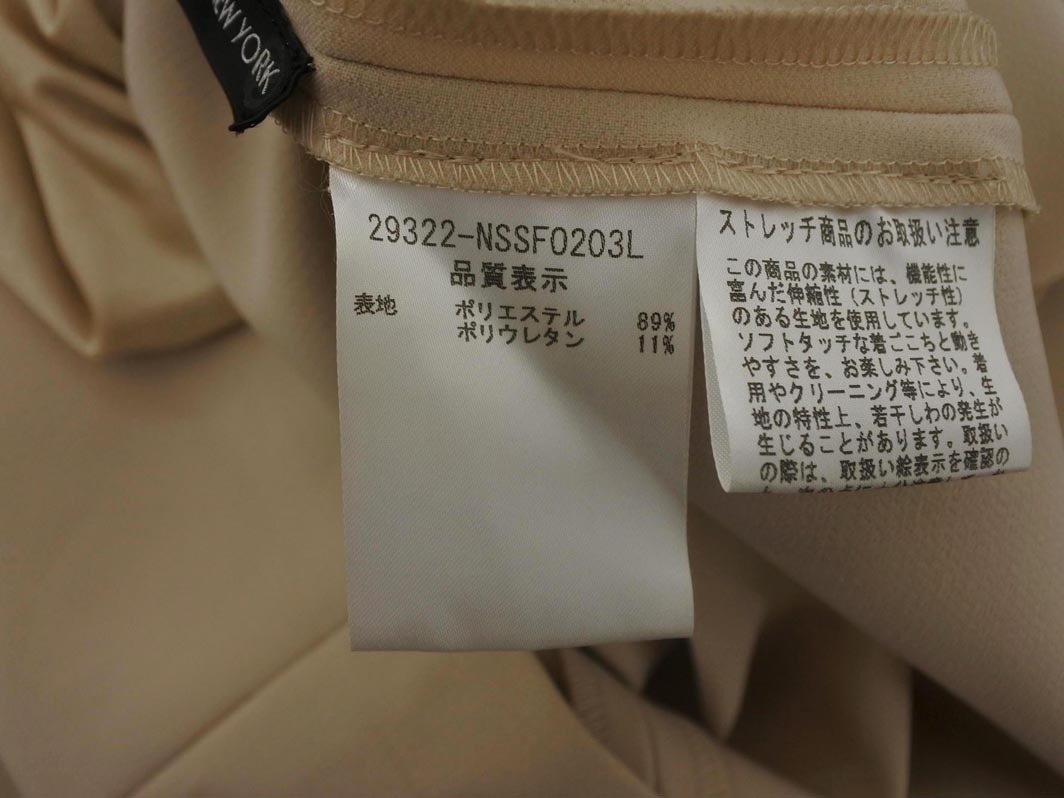 NEW YORK
29322-NSSF0203L
品質表示
表地 ポリエステル 89%
ポリウレタン 11%
ストレッチ商品のお取扱い注意
この商品の素材には、機能性に
富んだ伸縮性(ストレッチ性)
のある生地を使用しています。
ソフトタッチな着ごこちと動き
やすさを、お楽しみ下さい。着
用やクリーニング等により、生
地の特性上、若干しわの発生が
生じることがあります。取扱い
の際は、取扱い絵表示を確認の